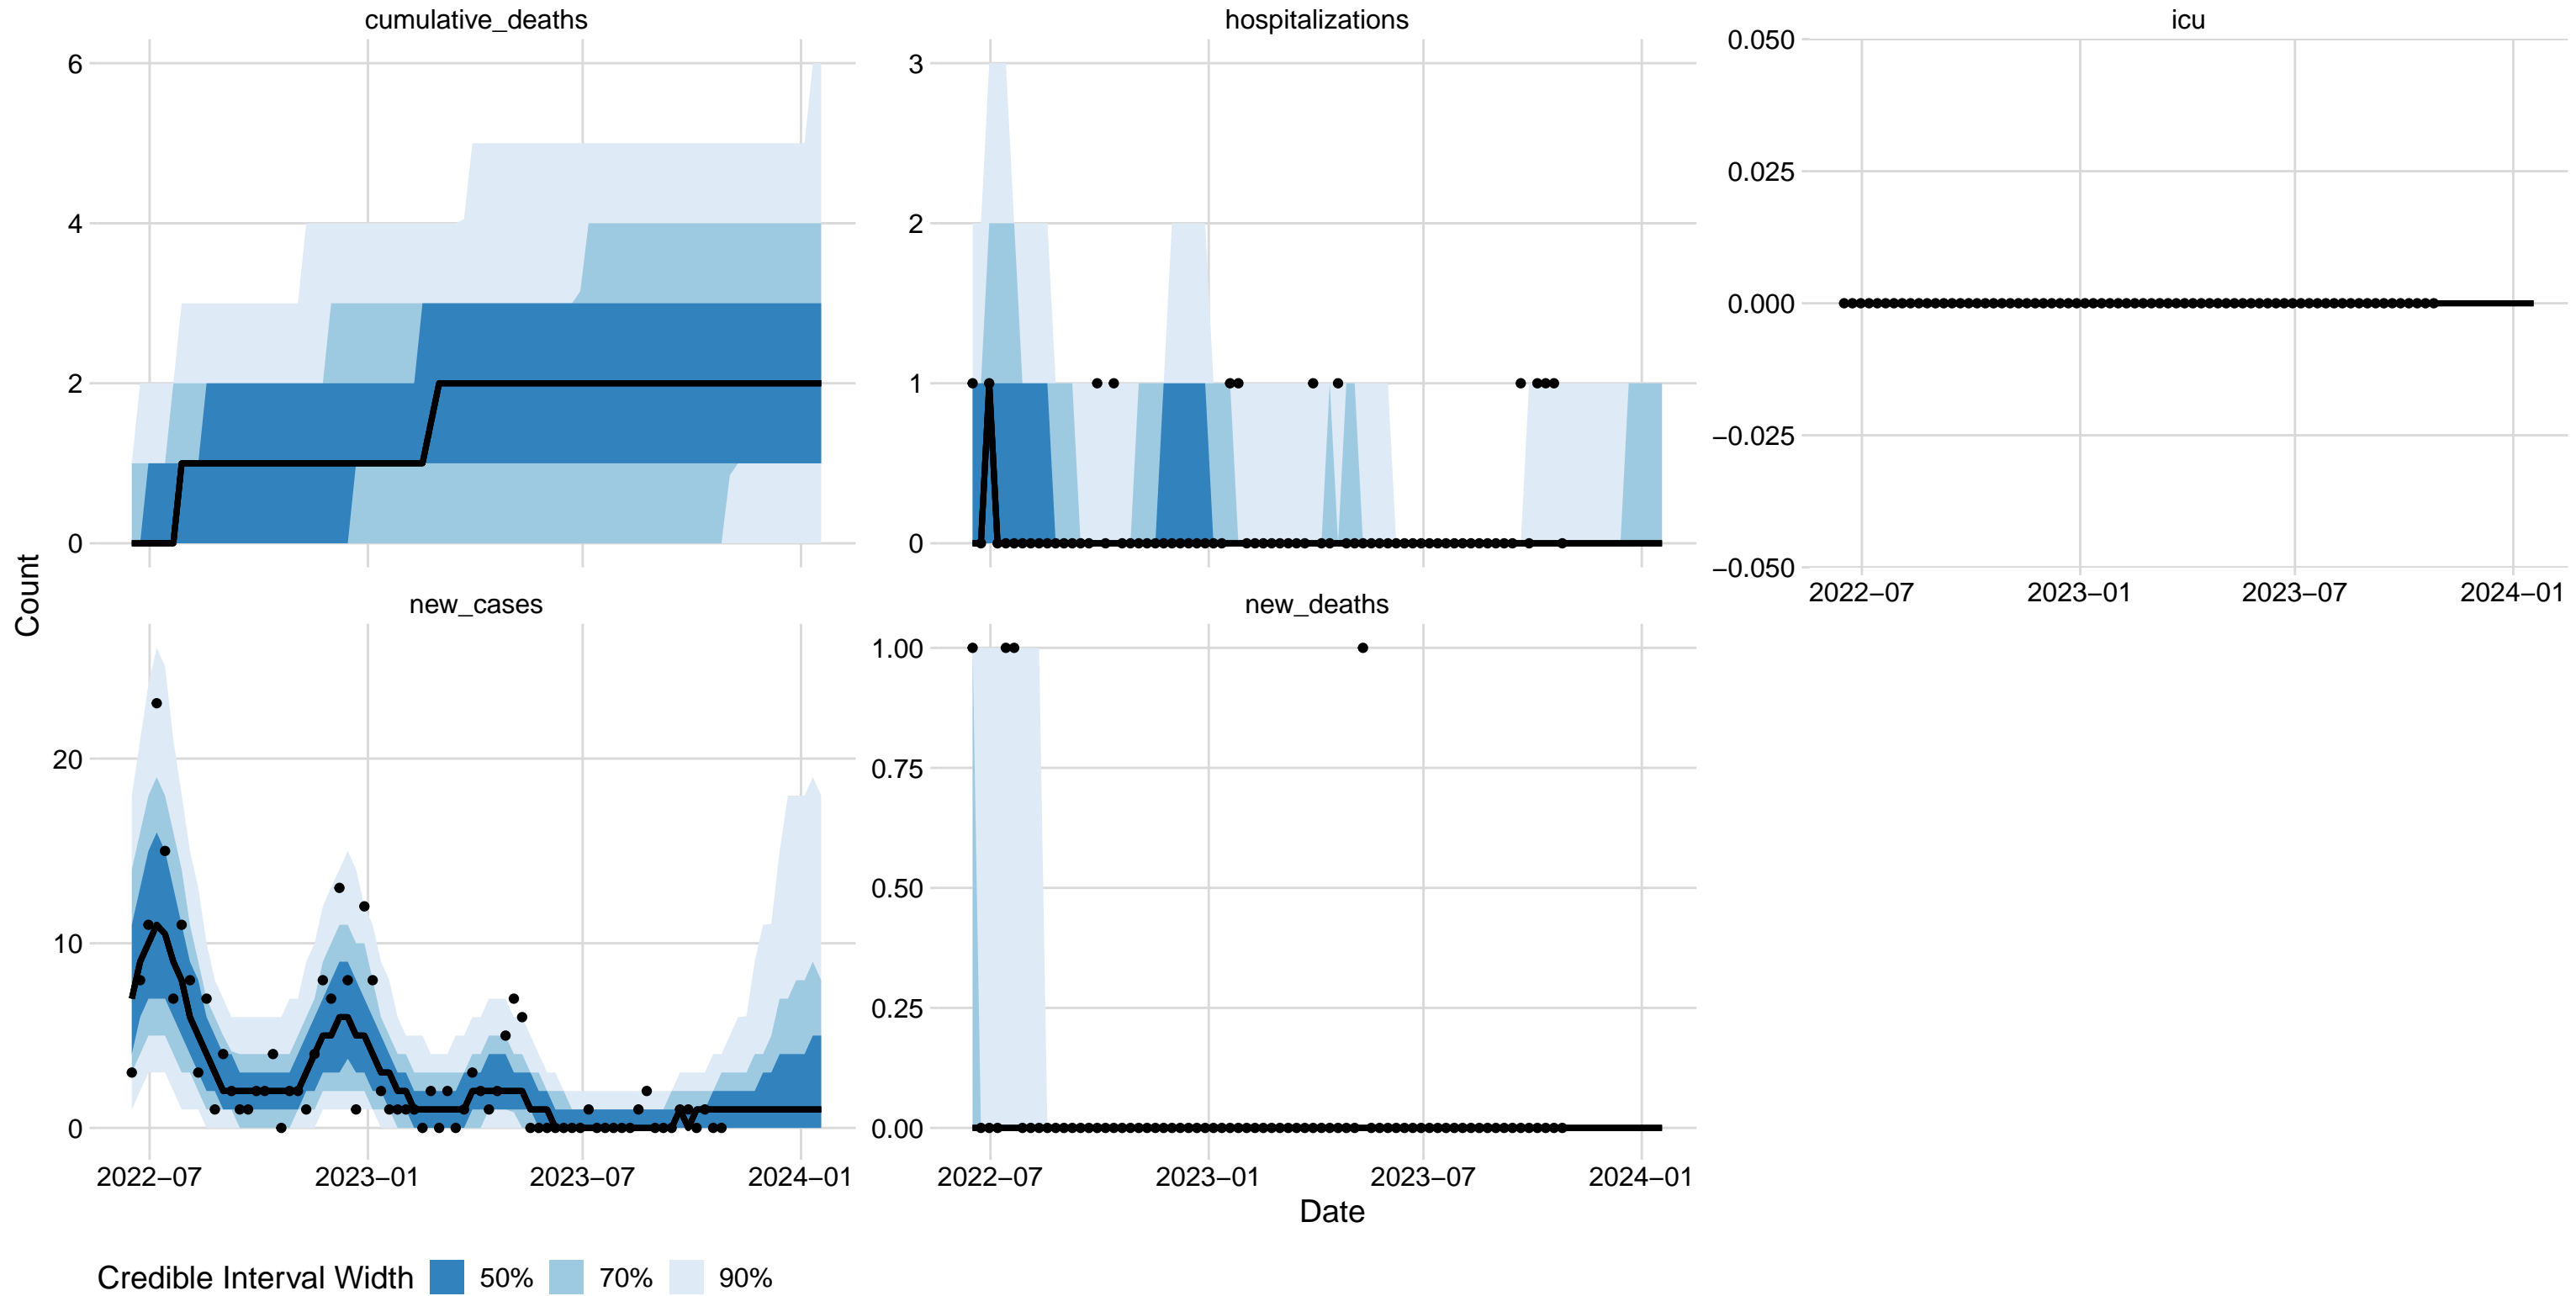 cumulative_deaths
hospitalizations
icu
6
4
2
0
3
2
1
0
0.050
0.025
0.000
−0.025
−0.050
2022−07 2023−01 2023−07 2024−01
Count
new_cases
new_deaths
20
10
0
1.00
0.75
0.50
0.25
0.00
2022−07 2023−01 2023−07 2024−01
2022−07 2023−01 2023−07 2024−01
Date
Credible Interval Width 50% 70% 90%